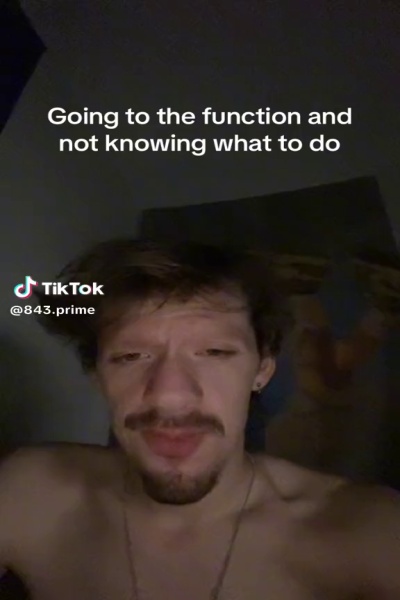 Going to the function and
not knowing what to do
TikTok
@843.prime